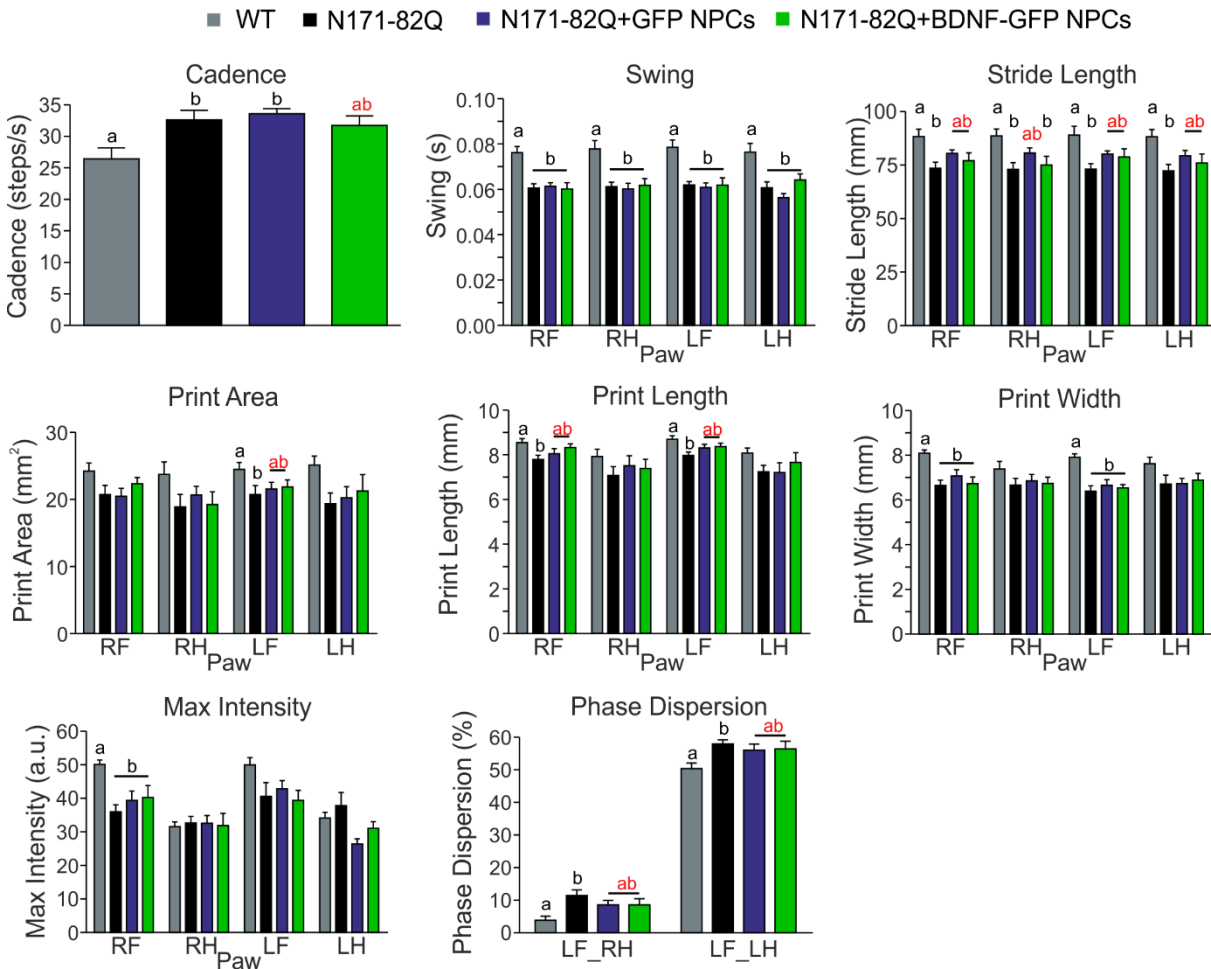 WT N171-82Q N171-82Q+GFP NPCs N171-82Q+BDNF-GFP NPCs
Cadence
Cadence (steps/s)
35
30
25
20
15
10
5
0
a b b ab
Swing
Swing (s)
0.10
0.08
0.06
0.04
0.02
0.00
a b a b a b a b
RF RH LF LH
Paw
Stride Length
Stride Length (mm)
100
75
50
25
0
a b ab a b ab b a b ab a b ab
RF RH LF LH
Paw
Print Area
Print Area (mm²)
30
20
10
0
a b ab
RF RH LF LH
Paw
Print Length
Print Length (mm)
10
8
6
4
2
0
a b ab a b ab
RF RH LF LH
Paw
Print Width
Print Width (mm)
10
8
6
4
2
0
a b a b
RF RH LF LH
Paw
Max Intensity
Max Intensity (a.u.)
60
50
40
30
20
10
0
a b
RF RH LF LH
Paw
Phase Dispersion
Phase Dispersion (%)
60
50
40
30
20
10
0
a b ab a b ab
LF_RH LF_LH